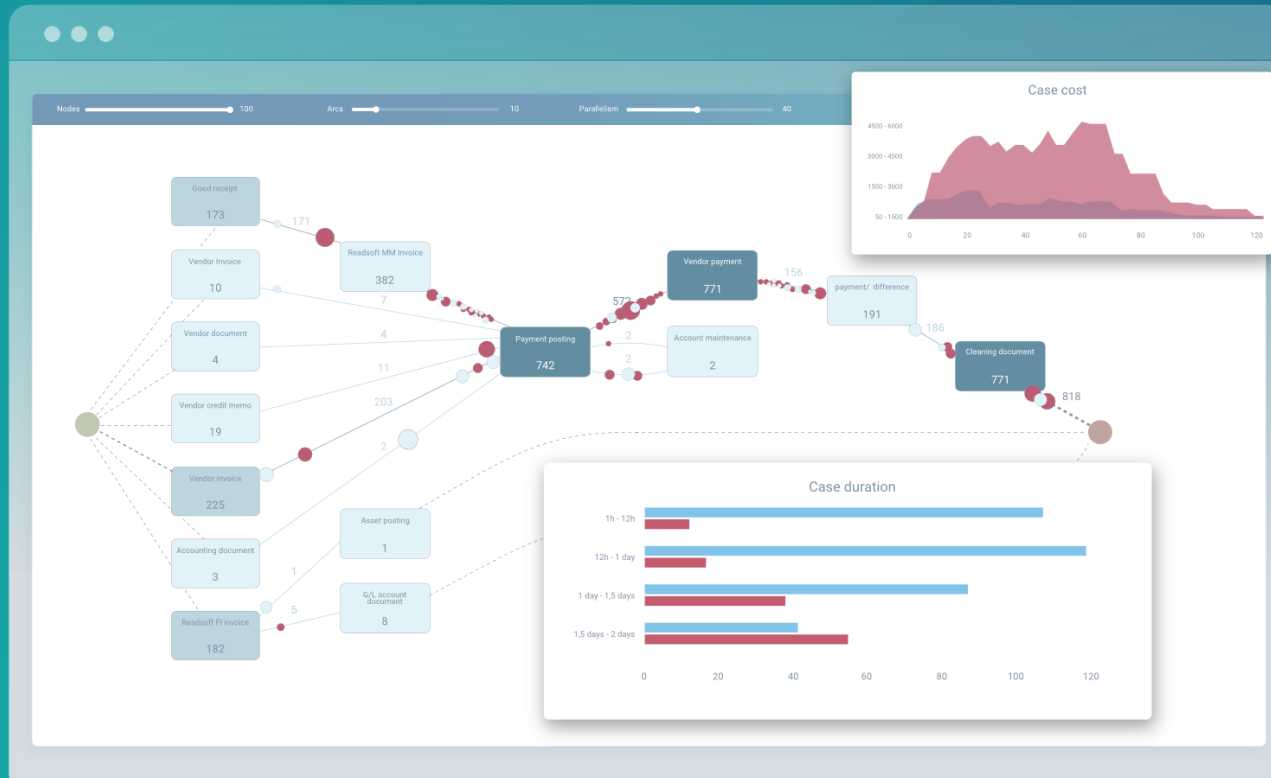 Nodes 100 Arcs 10 Parallelism 40
Case cost
4500 - 6000
3000 - 4500
1500 - 3000
50 - 1500
0 20 40 60 80 100 120
Good receipt
173
171
Vendor Invoice
10
7
Vendor document
4
4
Vendor credit memo
19
11
Vendor invoice
225
203
Accounting document
3
2
Readsoft FI invoice
182
Readsoft MM Invoice
382
Payment posting
742
572
2
2
Vendor payment
771
156
Account maintenance
2
payment/ difference
191
186
Cleaning document
771
818
Asset posting
1
1
G/L account
document
8
5
Case duration
1h - 12h
12h - 1 day
1 day - 1,5 days
1,5 days - 2 days
0 20 40 60 80 100 120